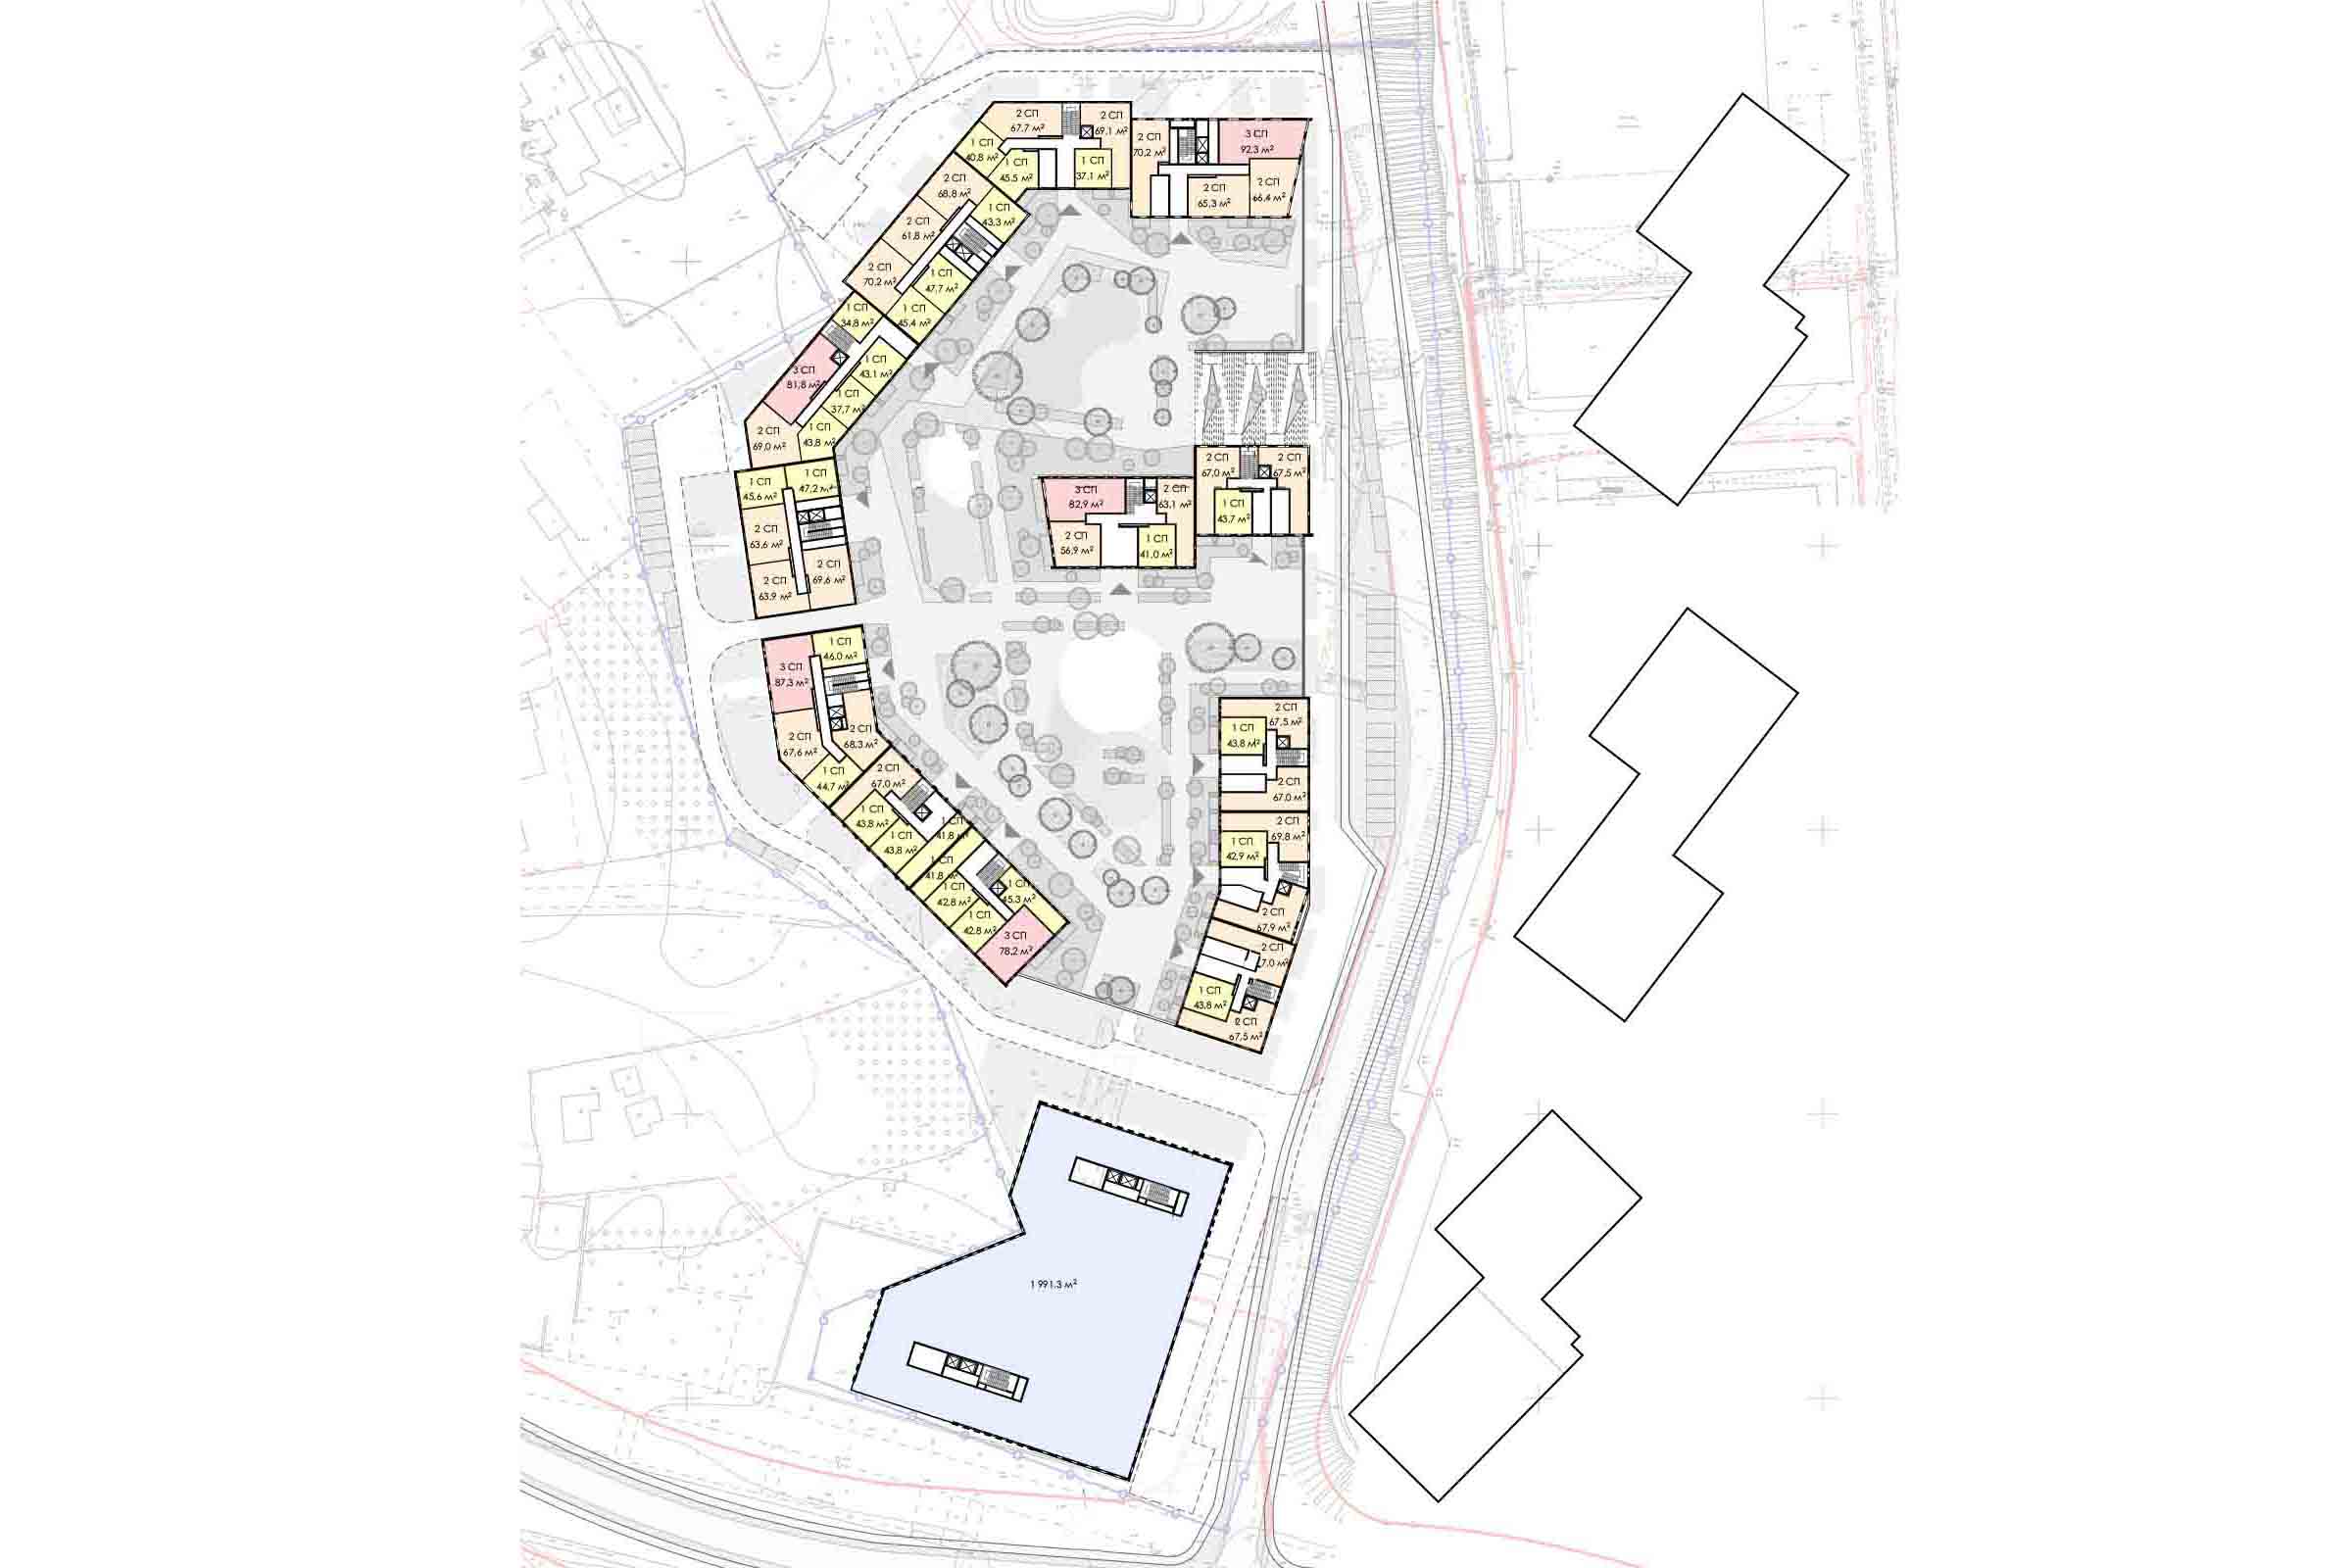 2 СП
67.7 м²
2 СП
69.1 м²
1 СП
40.8 м²
1 СП
45.5 м²
1 СП
37.1 м²
2 СП
70.2 м²
3 СП
92.3 м²
2 СП
65.3 м²
2 СП
66.4 м²
2 СП
68.8 м²
1 СП
43.3 м²
2 СП
61.8 м²
2 СП
70.2 м²
1 СП
47.7 м²
1 СП
45.4 м²
1 СП
34.8 м²
3 СП
81.8 м²
1 СП
43.1 м²
1 СП
37.7 м²
1 СП
43.8 м²
2 СП
69.0 м²
1 СП
45.6 м²
1 СП
47.2 м²
2 СП
63.6 м²
2 СП
63.9 м²
2 СП
69.6 м²
3 СП
82.9 м²
2 СП
63.1 м²
2 СП
56.9 м²
1 СП
41.0 м²
2 СП
67.0 м²
2 СП
67.5 м²
1 СП
43.7 м²
3 СП
87.3 м²
1 СП
46.0 м²
2 СП
67.6 м²
2 СП
68.3 м²
1 СП
44.7 м²
2 СП
67.0 м²
1 СП
43.8 м²
1 СП
43.8 м²
1 СП
41.8 м²
1 СП
41.8 м²
1 СП
42.8 м²
1 СП
42.8 м²
1 СП
45.3 м²
3 СП
78.2 м²
2 СП
67.5 м²
1 СП
43.8 м²
2 СП
67.0 м²
2 СП
69.8 м²
1 СП
42.9 м²
2 СП
67.9 м²
2 СП
7.0 м²
1 СП
43.8 м²
2 СП
67.5 м²
1 991.3 м²